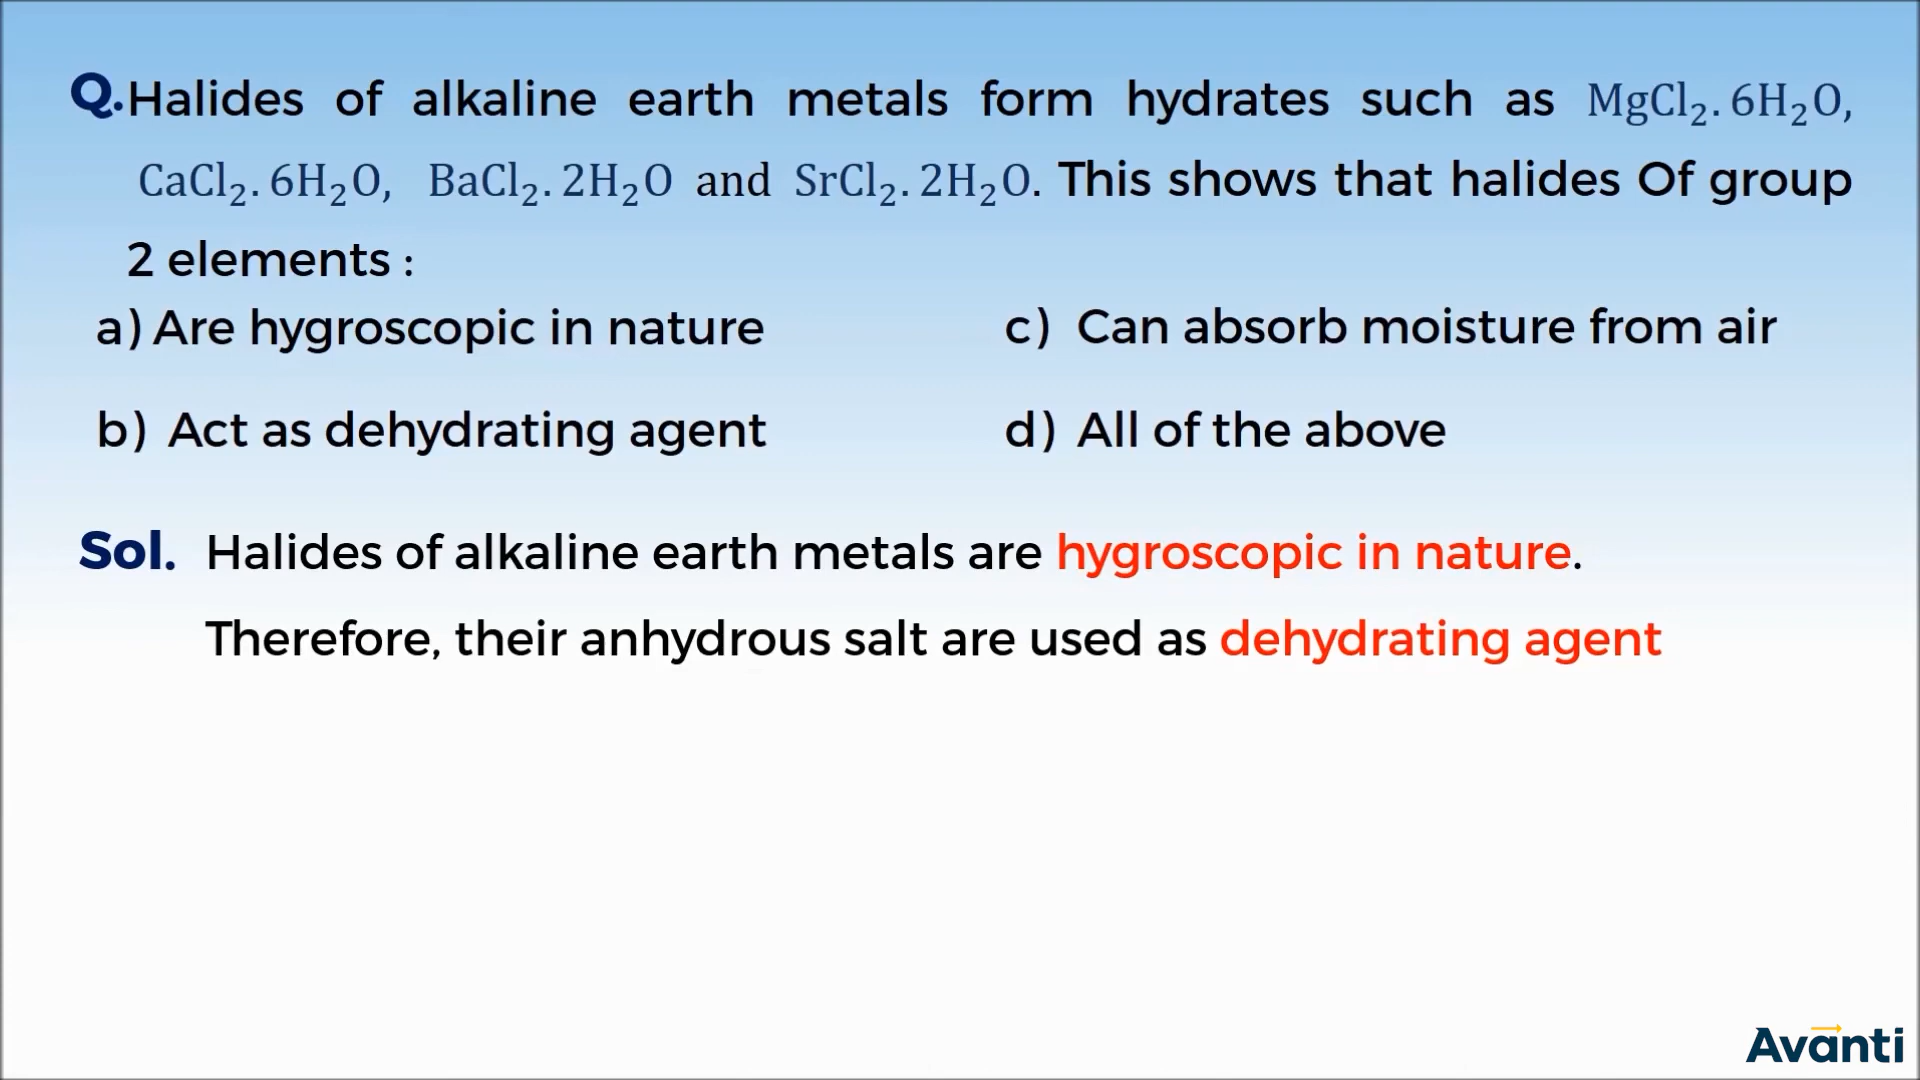 Q. Halides of alkaline earth metals form hydrates such as MgCl₂. 6H₂O,
CaCl₂. 6H₂O, BaCl₂. 2H₂O and SrCl₂. 2H₂O. This shows that halides Of group
2 elements :
a) Are hygroscopic in nature
c) Can absorb moisture from air
b) Act as dehydrating agent
d) All of the above
Sol. Halides of alkaline earth metals are hygroscopic in nature.
Therefore, their anhydrous salt are used as dehydrating agent
Avanti